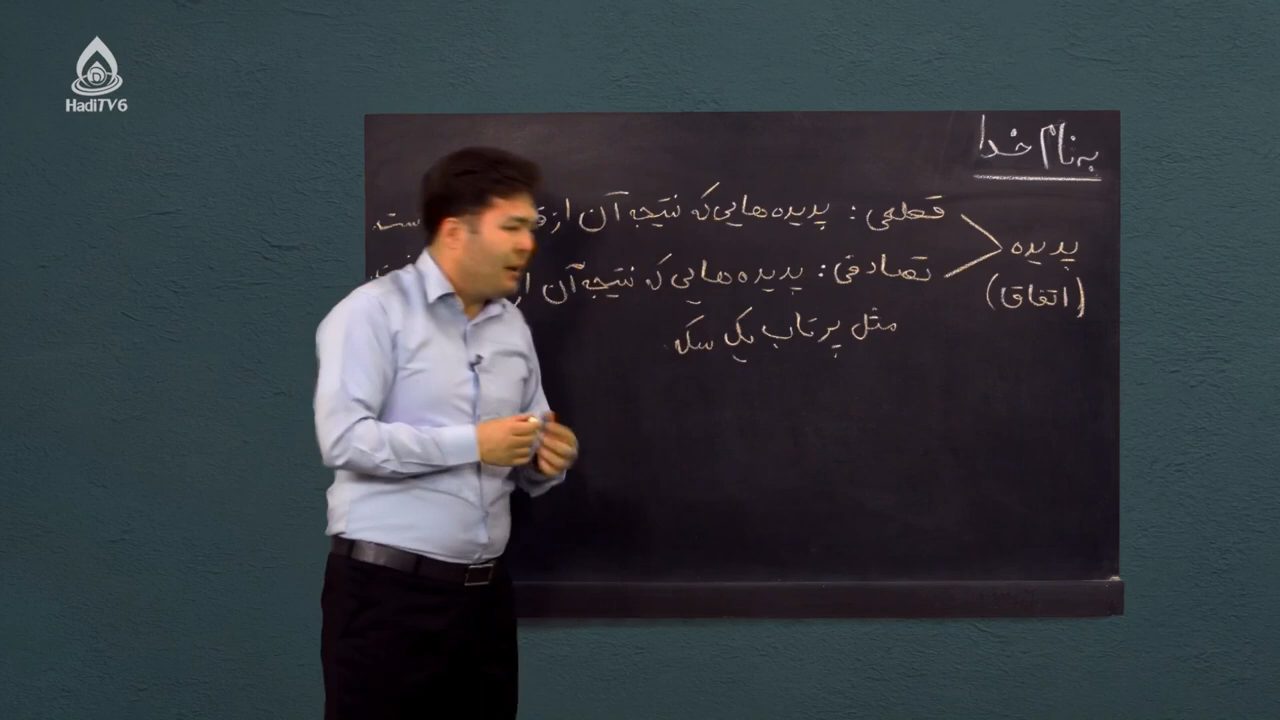 HadiTV6
به نام خدا
پدیده
(اتفاق)
قطعی: پدیده هایی که نتیجه آن از
تصادفی: پدیده هایی که نتیجه آن
مثل پرتاب یک سکه.